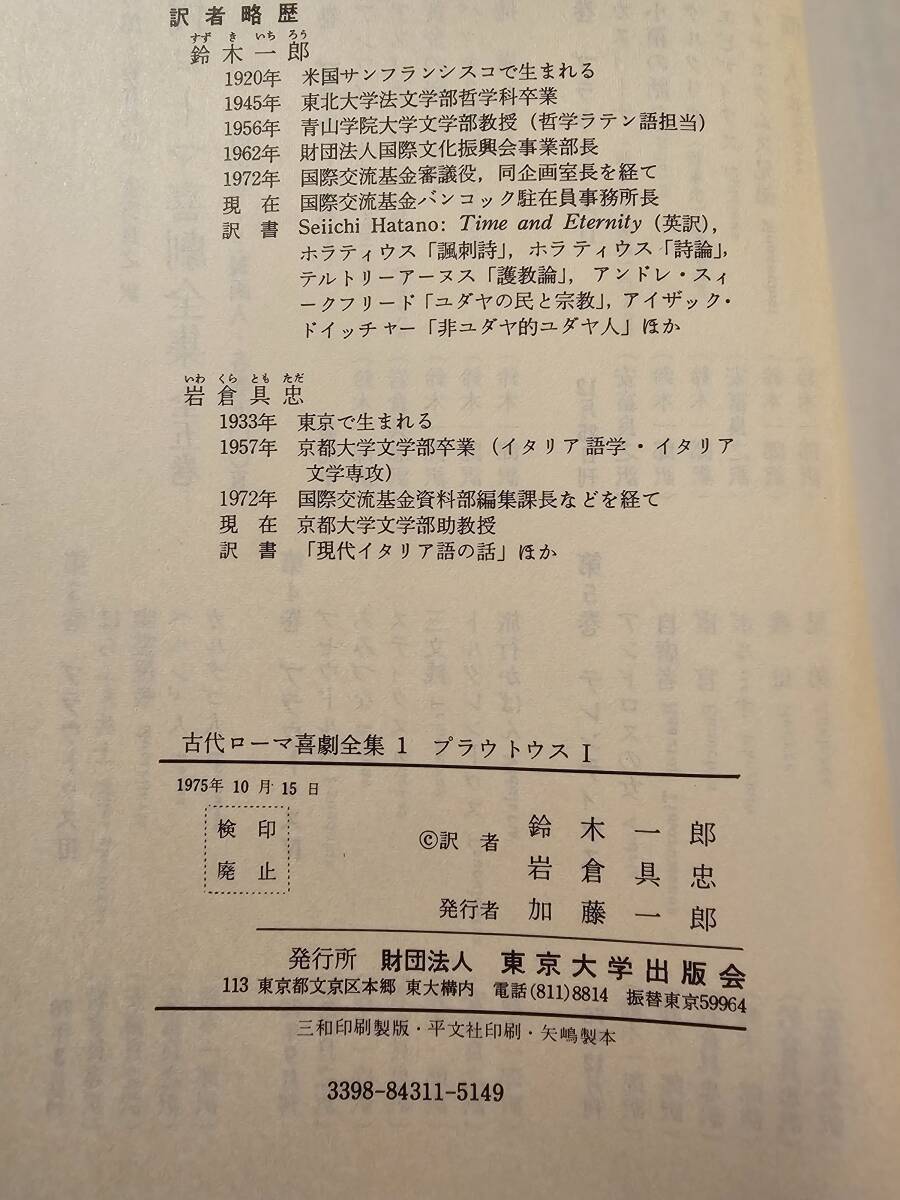 訳者略歴
すずきいちろう
鈴木一郎
1920年 米国サンフランシスコで生まれる
1945年 東北大学法文学部哲学科卒業
1956年 青山学院大学文学部教授（哲学ラテン語担当）
1962年 財団法人国際文化振興会事業部長
1972年 国際交流基金審議役，同企画室長を経て
現在 国際交流基金バンコック駐在員事務所長
訳書 Seiichi Hatano: Time and Eternity（英訳），
ホラティウス「諷刺詩」，ホラティウス「詩論」，
テルトリーアーヌス「護教論」，アンドレ・スィ
ークフリード「ユダヤの民と宗教」，アイザック・
ドイッチャー「非ユダヤ的ユダヤ人」ほか
いわくらともただ
岩倉具忠
1933年 東京で生まれる
1957年 京都大学文学部卒業（イタリア語学・イタリア
文学専攻）
1972年 国際交流基金資料部編集課長などを経て
現在 京都大学文学部助教授
訳書 「現代イタリア語の話」ほか
古代ローマ喜劇全集 1 プラウトゥス I
1975年 10月 15日
検印
廃止
©訳者 鈴木一郎
岩倉具忠
発行者 加藤一郎
発行所 財団法人 東京大学出版会
113 東京都文京区本郷 東大構内 電話(811)8814 振替東京59964
三和印刷製版・平文社印刷・矢嶋製本
3398-84311-5149